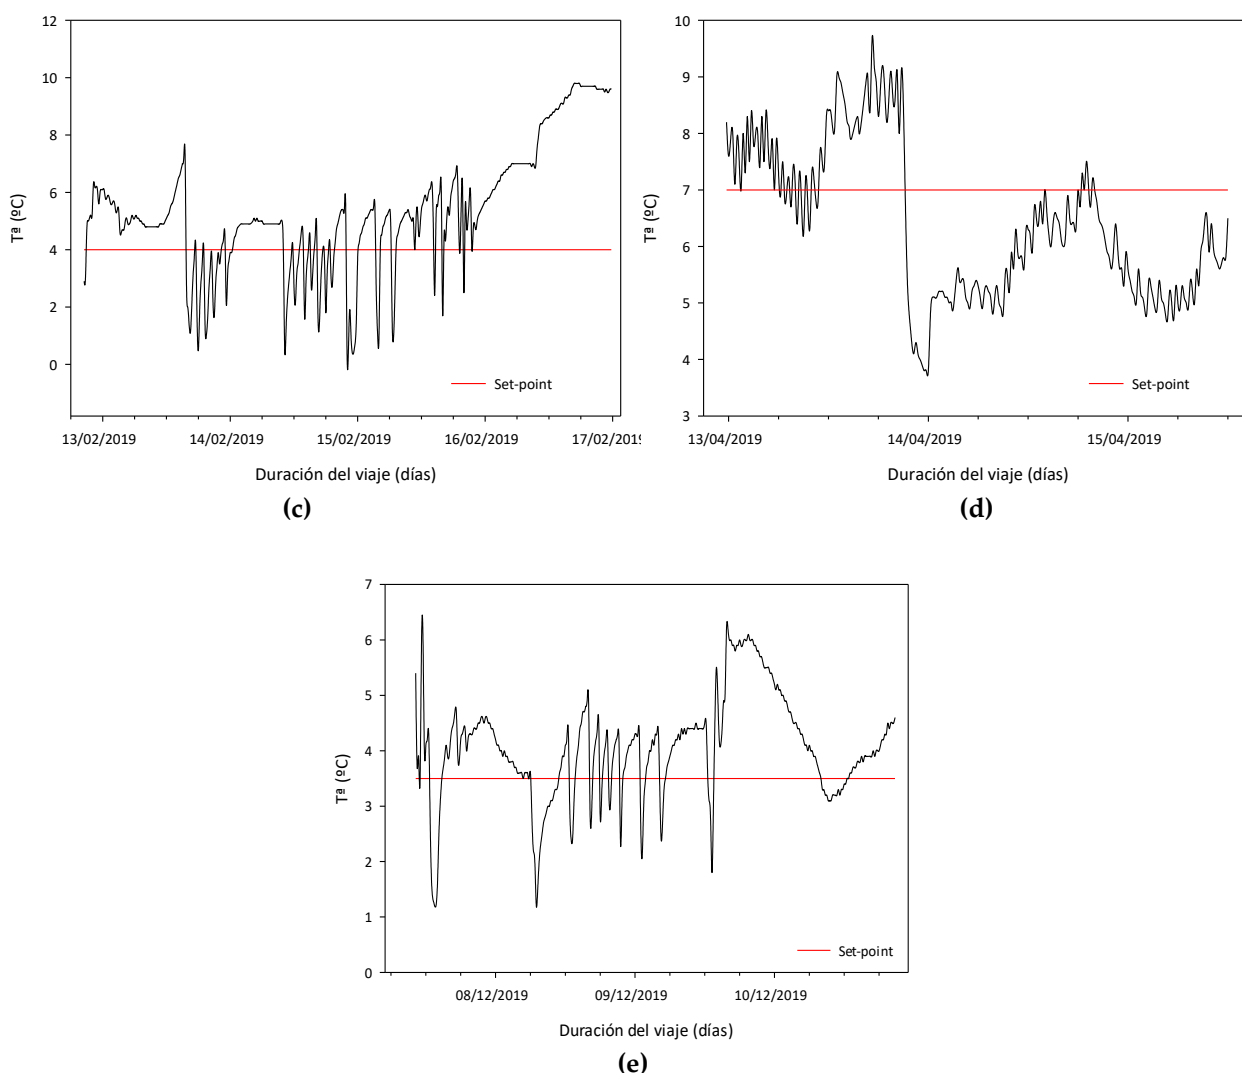 12
10
8
6
4
2
0
Tª (ºC)
Set-point
13/02/2019 14/02/2019 15/02/2019 16/02/2019 17/02/201
Duración del viaje (días)
(c)
10
9
8
7
6
5
4
3
Tª (ºC)
Set-point
13/04/2019 14/04/2019 15/04/2019
Duración del viaje (días)
(d)
7
6
5
4
3
2
1
0
Tª (ºC)
Set-point
08/12/2019 09/12/2019 10/12/2019
Duración del viaje (días)
(e)